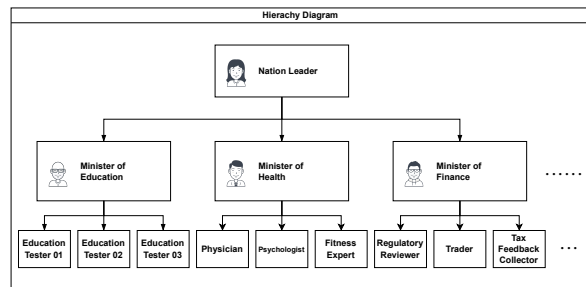 Hierachy Diagram
Nation Leader
Minister of
Education
Minister of
Health
Minister of
Finance
......
Education
Tester 01
Education
Tester 02
Education
Tester 03
Physician
Psychologist
Fitness
Expert
Regulatory
Reviewer
Trader
Tax
Feedback
Collector
...